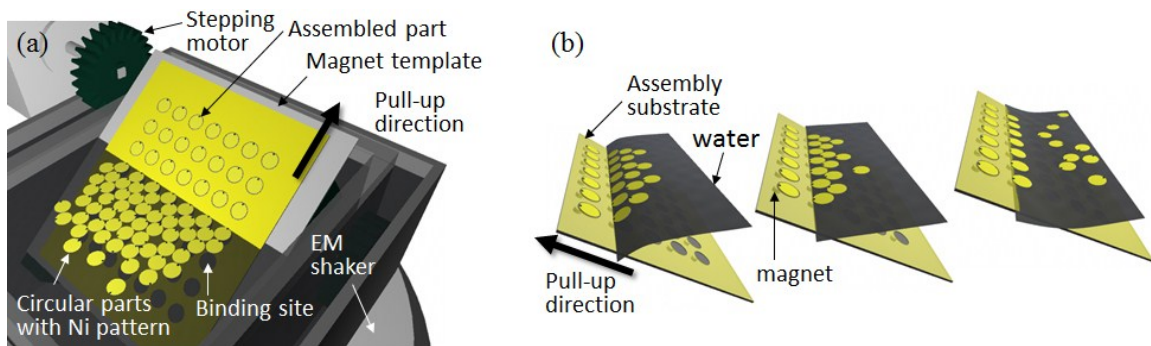 (a)
Stepping
motor
Assembled part
Magnet template
Pull-up
direction
EM
shaker
Circular parts
with Ni pattern
Binding site
(b)
Assembly
substrate
water
magnet
Pull-up
direction